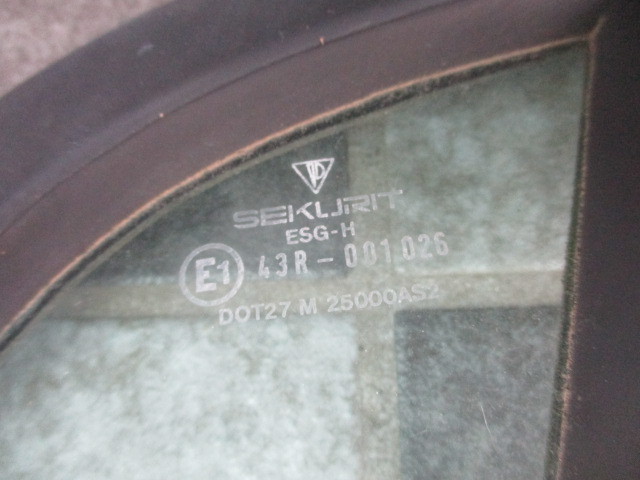 SEKURIT
ESG-H
E1 43R-001026
DOT27 M 25000AS2